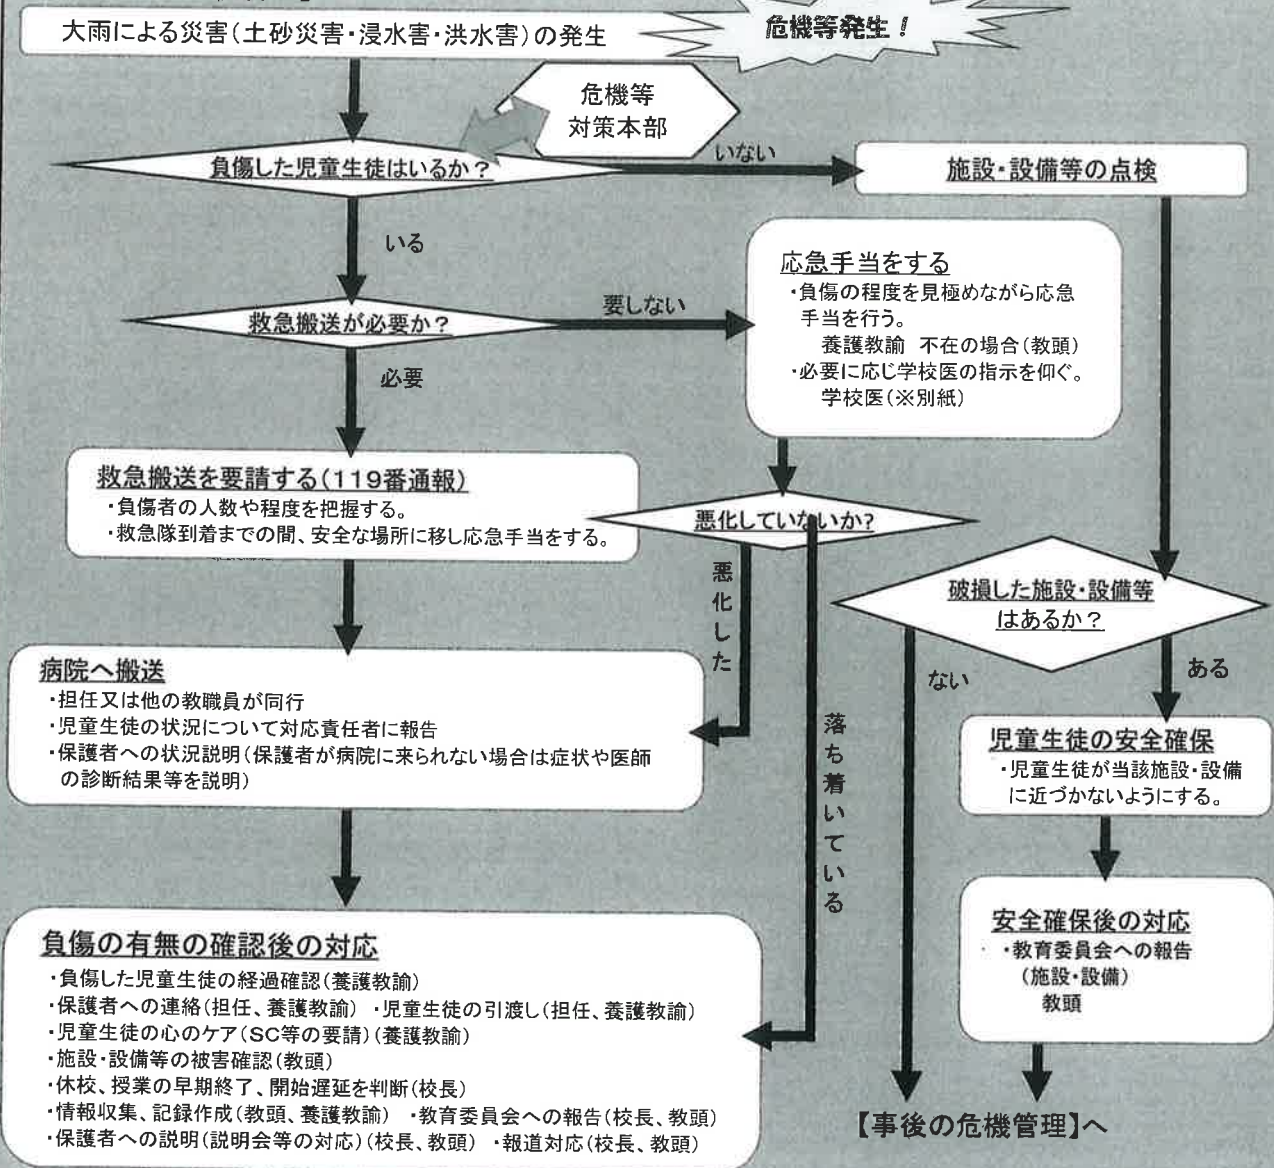 大雨による災害(土砂災害・浸水害・洪水害)の発生
危機等発生！
危機等
対策本部
負傷した児童生徒はいるか？
いない
施設・設備等の点検
いる
応急手当をする
・負傷の程度を見極めながら応急
手当を行う。
養護教諭 不在の場合(教頭)
・必要に応じ学校医の指示を仰ぐ。
学校医(※別紙)
救急搬送が必要か？
要しない
必要
救急搬送を要請する(119番通報)
・負傷者の人数や程度を把握する。
・救急隊到着までの間、安全な場所に移し応急手当をする。
悪化していないか?
悪化した
落ち着いている
破損した施設・設備等
はあるか？
ない
ある
病院へ搬送
・担任又は他の教職員が同行
・児童生徒の状況について対応責任者に報告
・保護者への状況説明(保護者が病院に来られない場合は症状や医師
の診断結果等を説明)
児童生徒の安全確保
・児童生徒が当該施設・設備
に近づかないようにする。
安全確保後の対応
・教育委員会への報告
(施設・設備)
教頭
負傷の有無の確認後の対応
・負傷した児童生徒の経過確認(養護教諭)
・保護者への連絡(担任、養護教諭) ・児童生徒の引渡し(担任、養護教諭)
・児童生徒の心のケア(SC等の要請)(養護教諭)
・施設・設備等の被害確認(教頭)
・休校、授業の早期終了、開始遅延を判断(校長)
・情報収集、記録作成(教頭、養護教諭) ・教育委員会への報告(校長、教頭)
・保護者への説明(説明会等の対応)(校長、教頭) ・報道対応(校長、教頭)
【事後の危機管理】へ